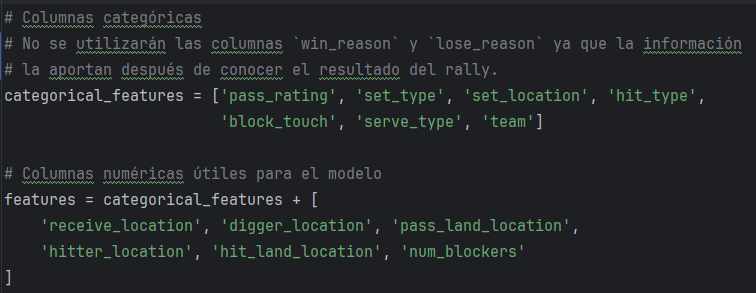 # Columnas categóricas
# No se utilizarán las columnas `win_reason` y `lose_reason` ya que la información
# la aportan después de conocer el resultado del rally.
categorical_features = ['pass_rating', 'set_type', 'set_location', 'hit_type',
'block_touch', 'serve_type', 'team']
# Columnas numéricas útiles para el modelo
features = categorical_features + [
'receive_location', 'digger_location', 'pass_land_location',
'hitter_location', 'hit_land_location', 'num_blockers'
]